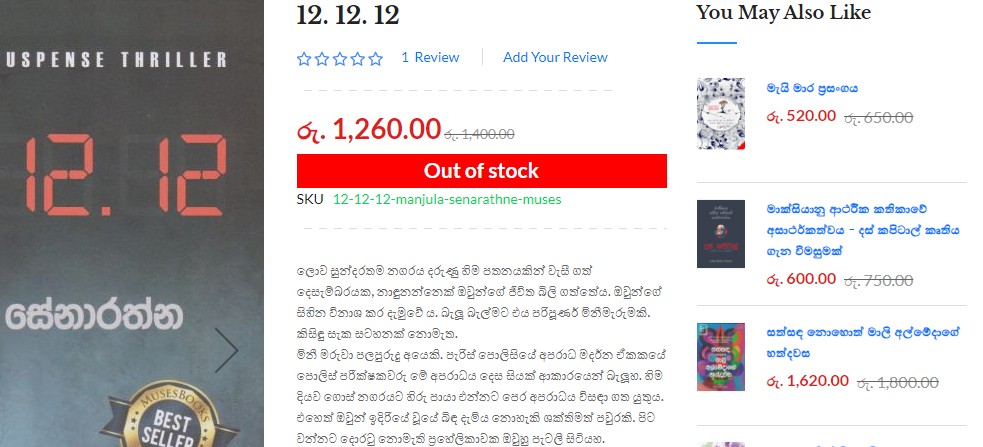 USPENSE THRILLER
12. 12
සේනාරත්න
MUSESBOOKS
BEST
SELLER
12. 12. 12
1 Review
Add Your Review
රු. 1,260.00 රු. 1,400.00
Out of stock
SKU 12-12-12-manjula-senarathne-muses
ලොව සුන්දරතම නගරය දරුණු හිම පතනයකින් වැසී ගත්
දෙසැම්බරයක, නාඳුනන්නෙක් ඔවුන්ගේ ජීවිත බිලි ගත්තේය. ඔවුන්ගේ
සිහින විනාශ කර දැමුවේ ය. බැලූ බැල්මට එය පරිපූර්ණ මිනීමැරුමකි.
කිසිඳු සැක සටහනක් නොමැත.
මිනී මරුවා පලපුරුදු අයෙකි. පැරිස් පොලිසියේ අපරාධ මර්දන ඒකකයේ
පොලිස් පරීක්ෂකවරු මේ අපරාධය දෙස සියක් ආකාරයෙන් බැලූහ. හිම
දියව ගොස් නගරයට හිරු පායා එන්නට පෙර අපරාධය විසඳා ගත යුතුය.
එහෙත් ඔවුන් ඉදිරියේ වූයේ බිඳ දැමිය නොහැකි ශක්තිමත් පවුරකි. පිට
වන්නට දොරටු නොමැති ප්‍රහේලිකාවක ඔවුහු පැටලී සිටියහ.
You May Also Like
මැයි මාර ප්‍රසංගය
රු. 520.00 රු. 650.00
මාක්සියානු ආර්ථික කතිකාවේ
අසාර්ථකත්වය - දස් කපිටාල් කෘතිය
ගැන විමසුමක්
රු. 600.00 රු. 750.00
සත්සඳ නොහොත් මාලි අල්මේදාගේ
හත්දවස
රු. 1,620.00 රු. 1,800.00